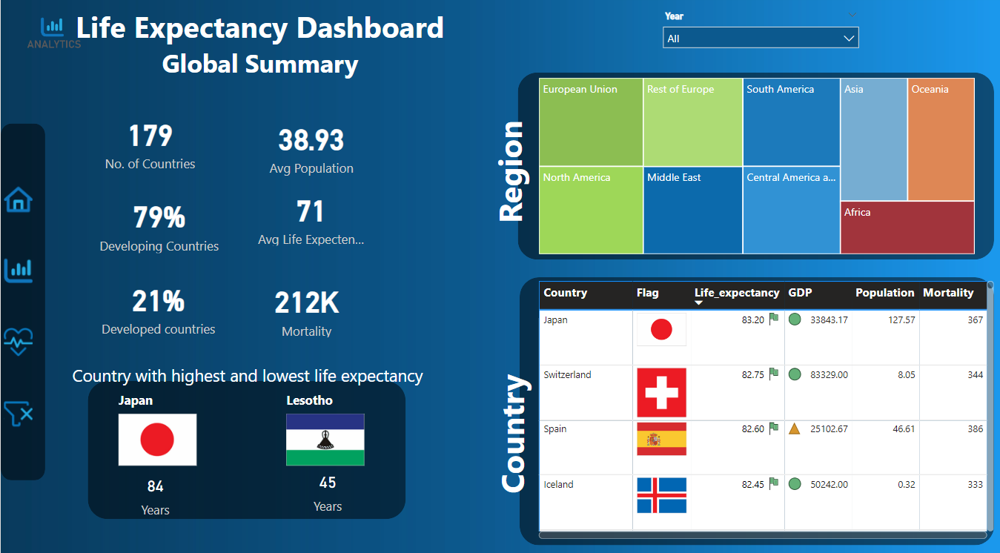 ANALYTICS
Life Expectancy Dashboard
Global Summary
Year
All
179
No. of Countries
38.93
Avg Population
79%
Developing Countries
71
Avg Life Expecten...
21%
Developed countries
212K
Mortality
Country with highest and lowest life expectancy
Japan
84
Years
Lesotho
45
Years
Region
European Union
Rest of Europe
South America
Asia
Oceania
North America
Middle East
Central America a...
Africa
Country
Country Flag Life_expectancy GDP Population Mortality
Japan 83.20 33843.17 127.57 367
Switzerland 82.75 83329.00 8.05 344
Spain 82.60 25102.67 46.61 386
Iceland 82.45 50242.00 0.32 333